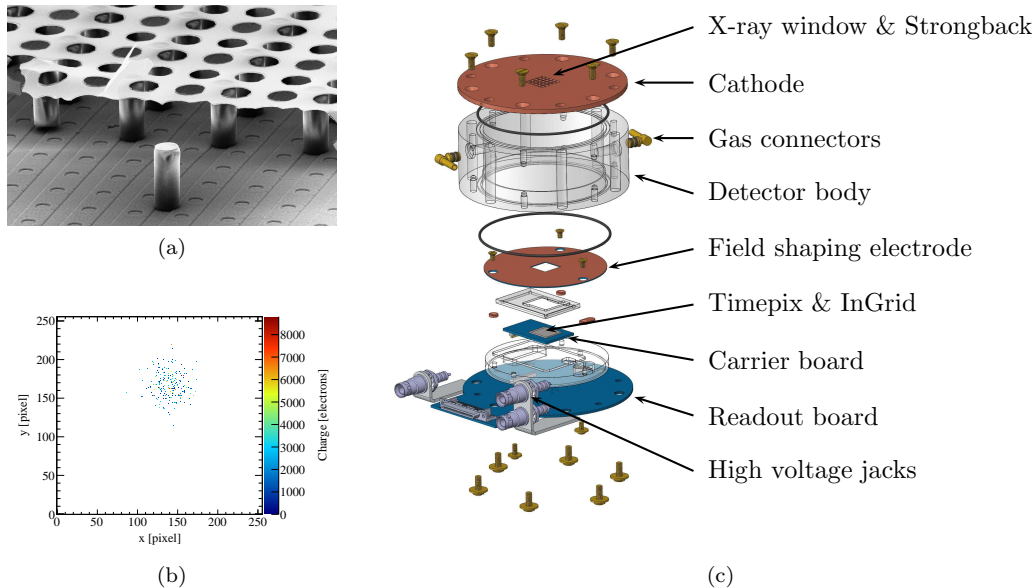 X-ray window & Strongback
Cathode
Gas connectors
Detector body
(a)
Field shaping electrode
Timepix & InGrid
Carrier board
Readout board
High voltage jacks
250
200
150
100
50
0
y [pixel]
0 50 100 150 200 250
x [pixel]
8000
7000
6000
5000
4000
3000
2000
1000
0
Charge [electrons]
(b)
(c)